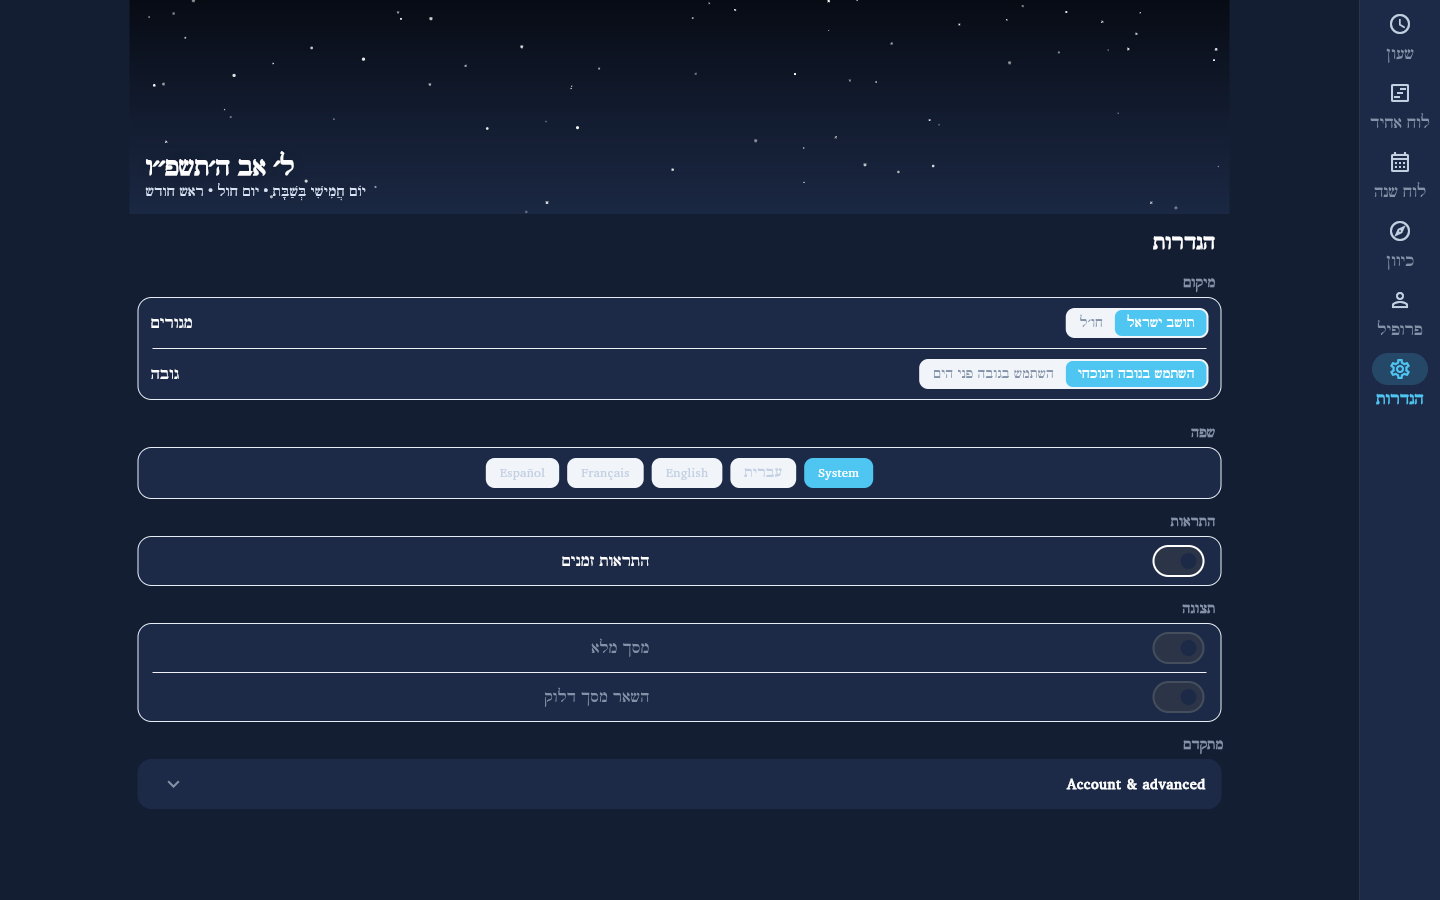 שעון
לוח אחיד
לוח שנה
כיוון
פרופיל
הגדרות
ל׳ אב ה׳תשפ״ו
יוֹם חֲמִישִׁי בְּשַׁבָּת • יום חול • ראש חודש
הגדרות
מיקום
תושב ישראל חו״ל מגורים
השתמש בגובה הנוכחי השתמש בגובה פני הים גובה
שפה
System עברית English Français Español
התראות
התראות זמנים
תצוגה
מסך מלא
השאר מסך דלוק
מתקדם
Account & advanced